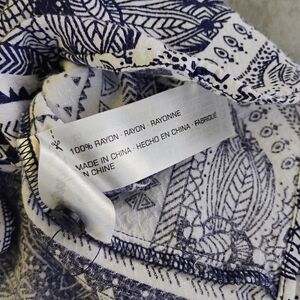 100% RAYON · RAYON · RAYONNE
MADE IN CHINA · HECHO EN CHINA · FABRIQUÉ
EN CHINE